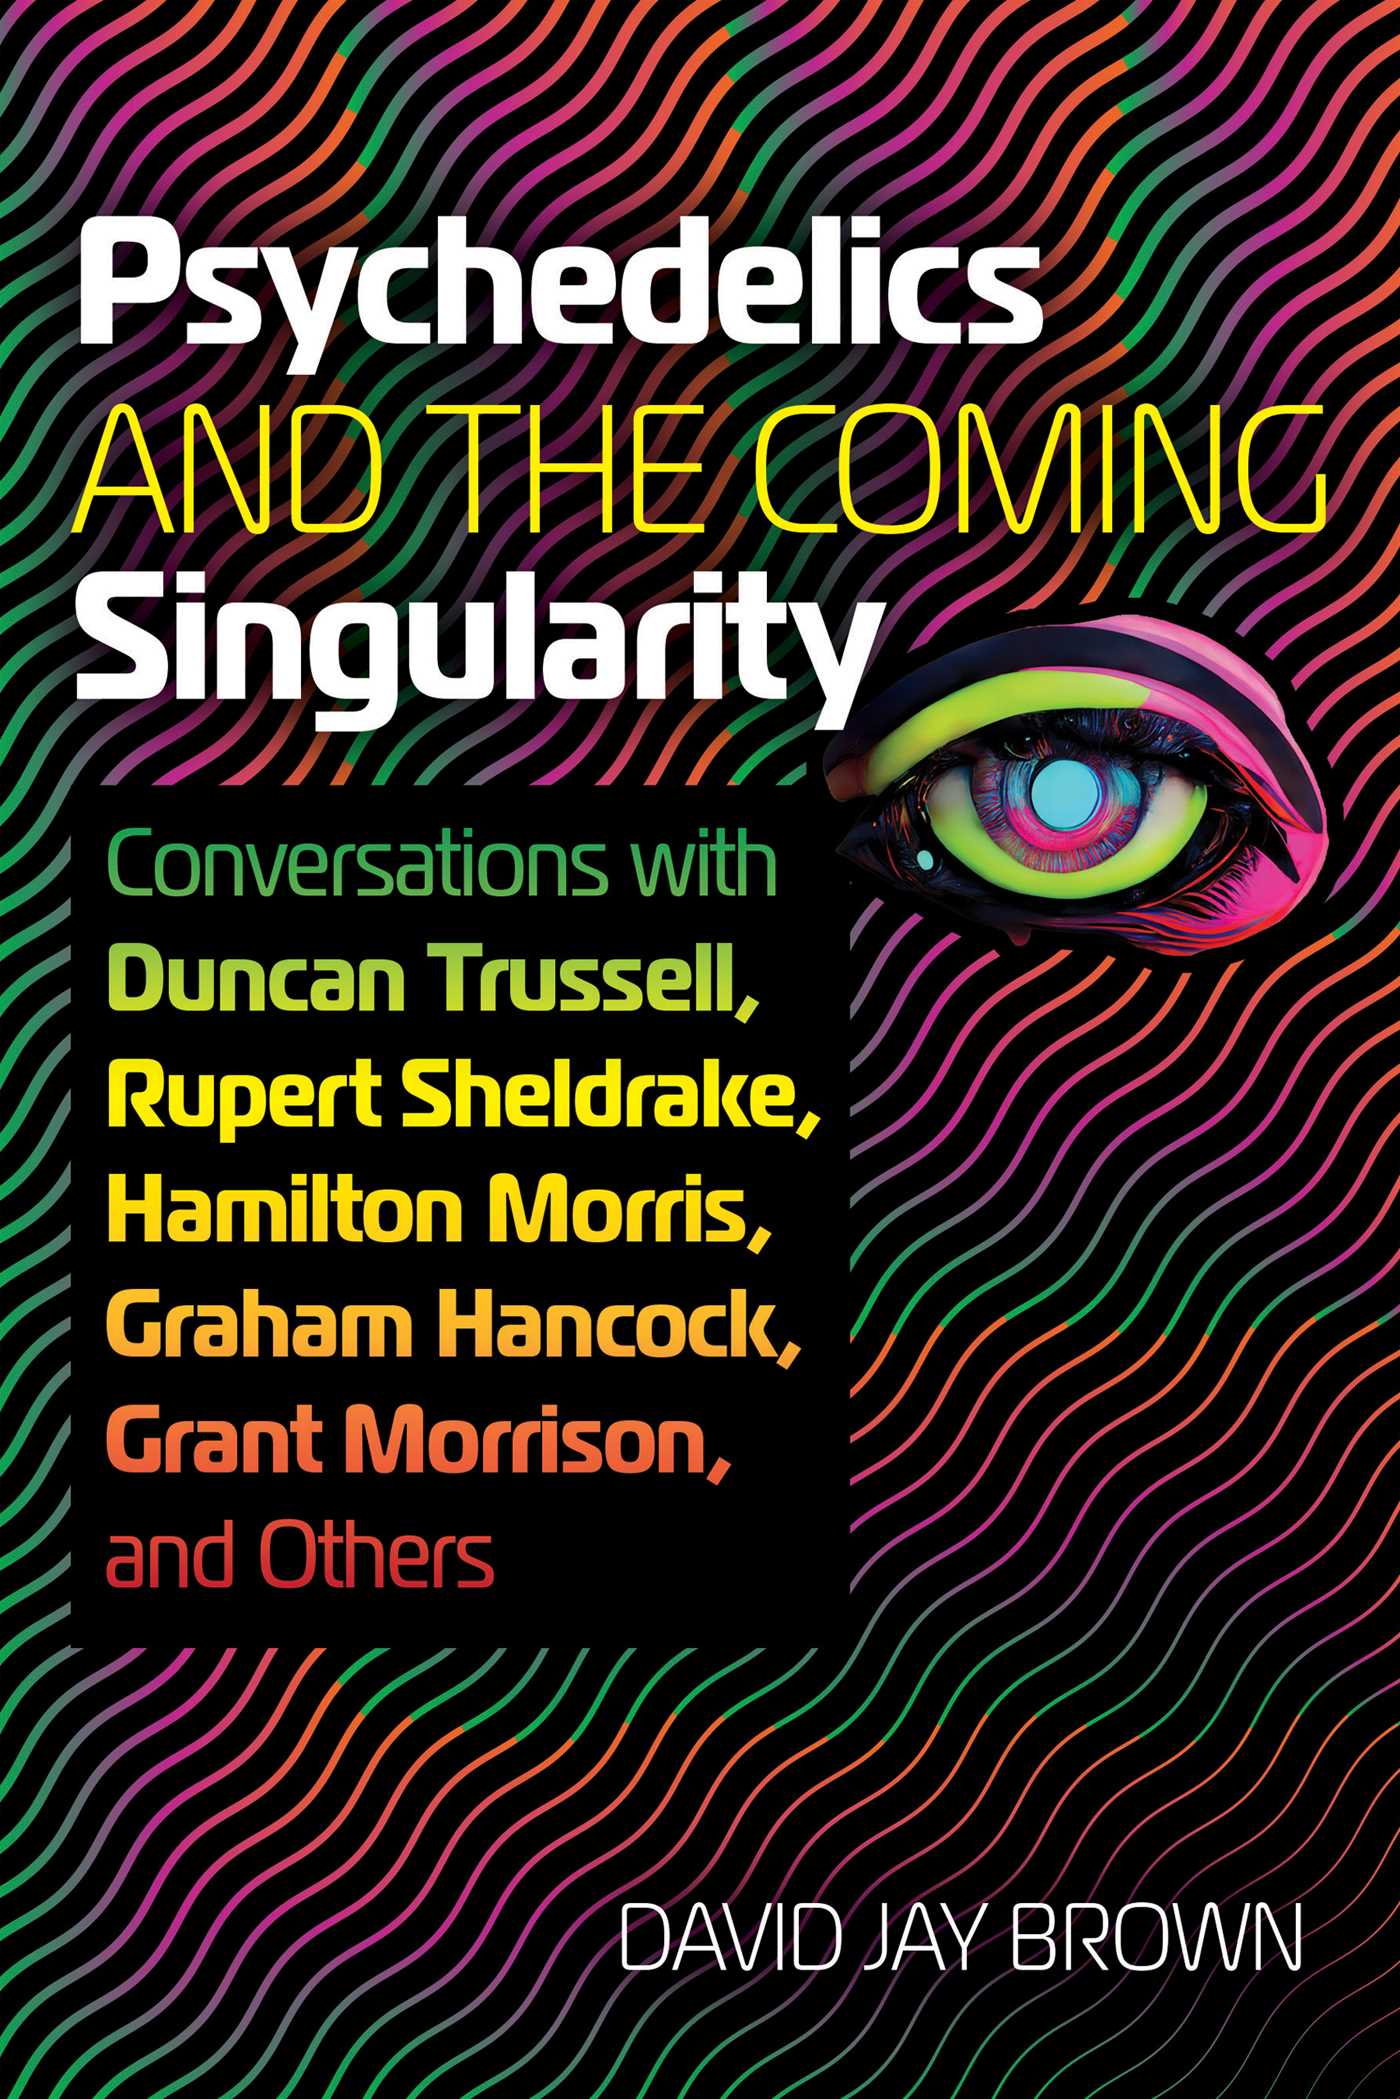 Psychedelics
AND THE COMING
Singularity
Conversations with
Duncan Trussell,
Rupert Sheldrake,
Hamilton Morris,
Graham Hancock,
Grant Morrison,
and Others
DAVID JAY BROWN